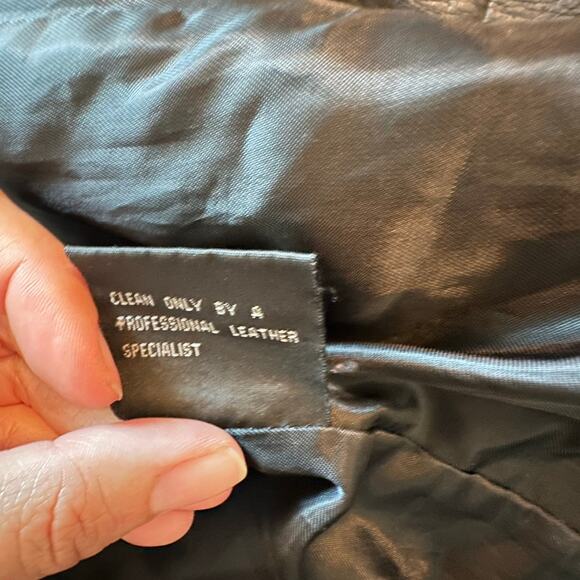 CLEAN ONLY BY A
PROFESSIONAL LEATHER
SPECIALIST